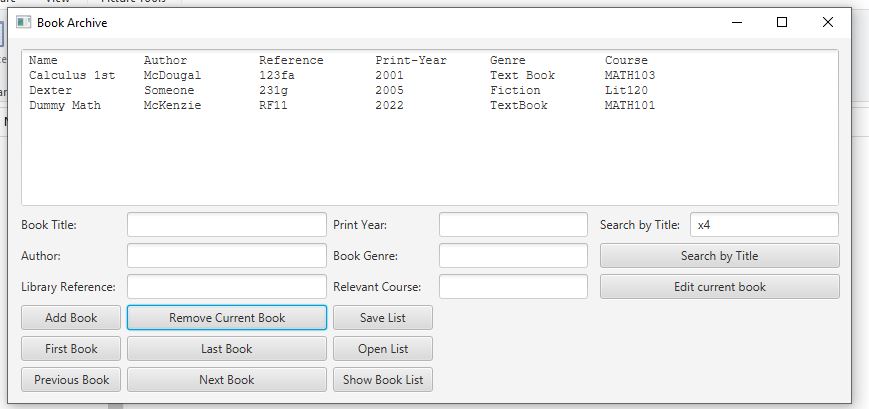 Book Archive
Name Author Reference Print-Year Genre Course
Calculus 1st McDougal 123fa 2001 Text Book MATH103
Dexter Someone 231g 2005 Fiction Lit120
Dummy Math McKenzie RF11 2022 TextBook MATH101
Book Title: Print Year: Search by Title: x4
Author: Book Genre: Search by Title
Library Reference: Relevant Course: Edit current book
Add Book Remove Current Book Save List
First Book Last Book Open List
Previous Book Next Book Show Book List